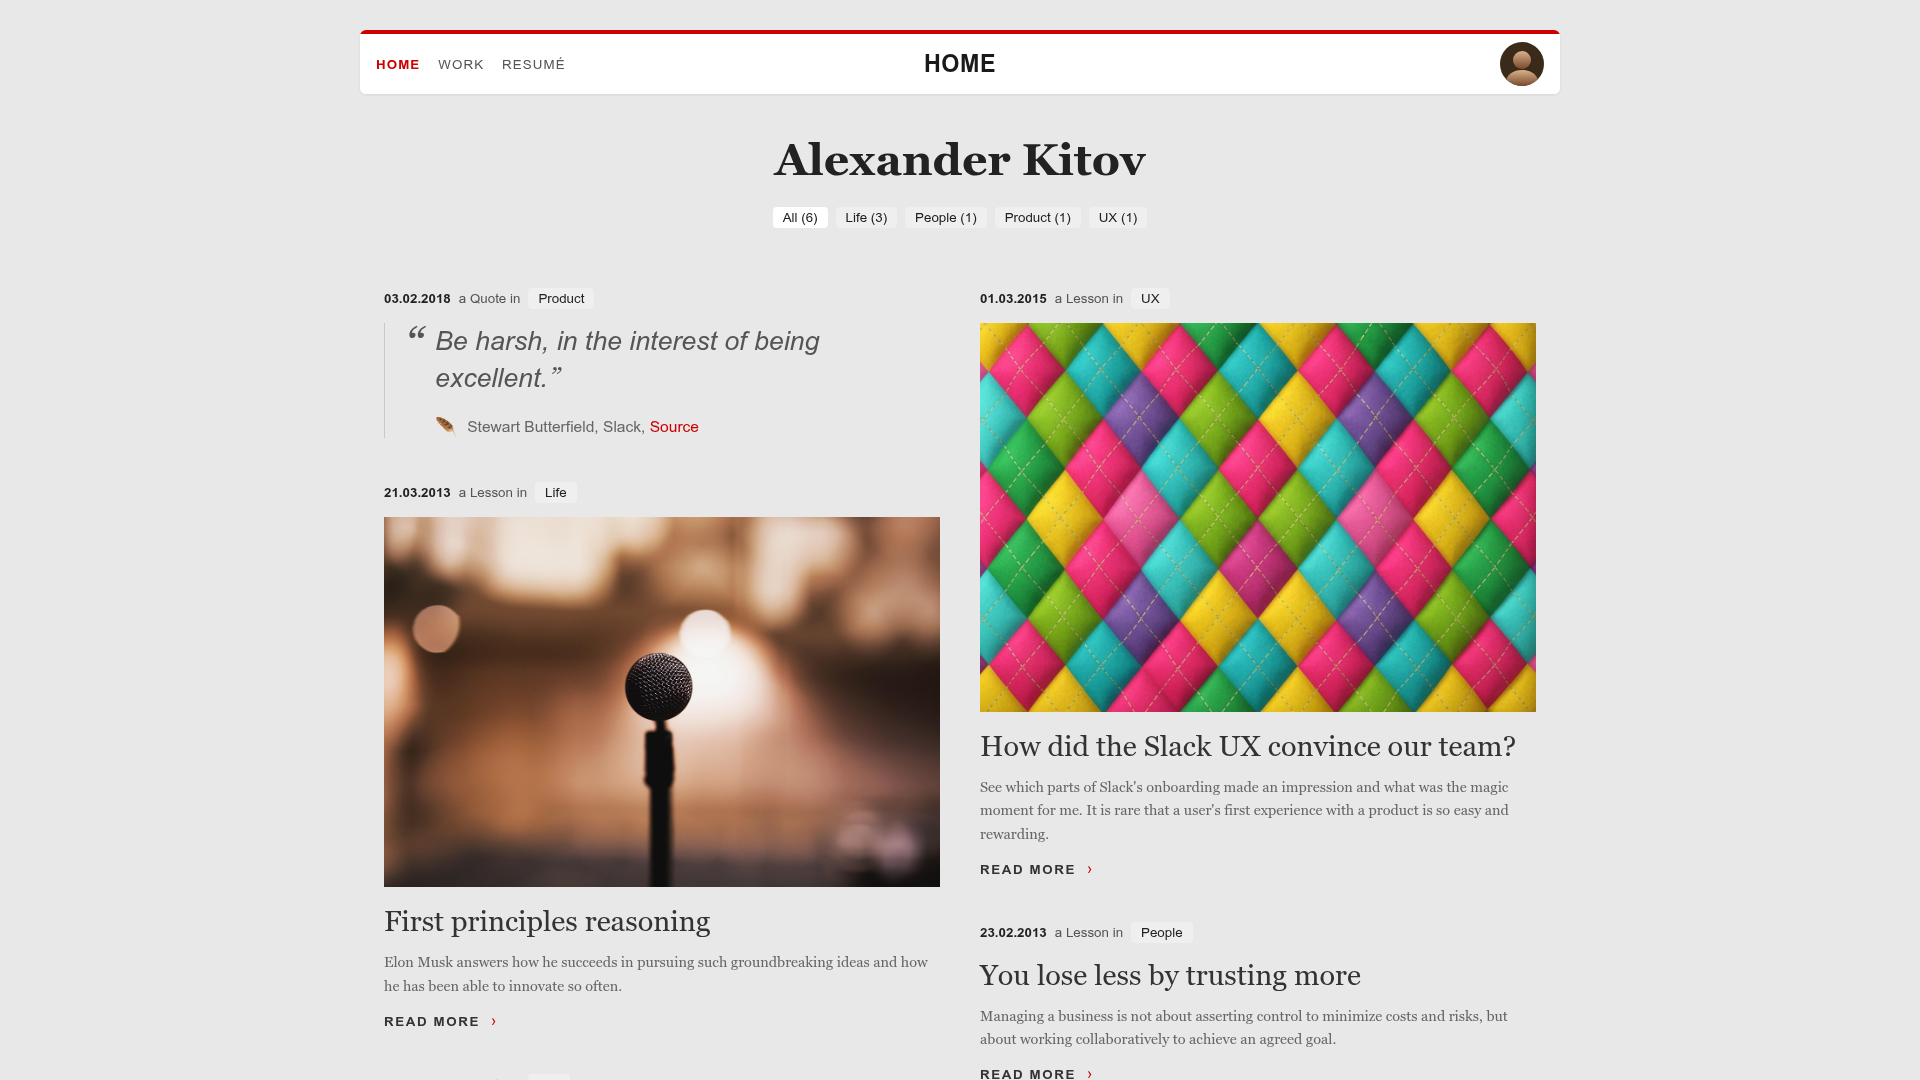 HOME WORK RESUMÉ
HOME
Alexander Kitov
All (6) Life (3) People (1) Product (1) UX (1)
03.02.2018 a Quote in Product
“ Be harsh, in the interest of being
excellent.”
Stewart Butterfield, Slack, Source
21.03.2013 a Lesson in Life
First principles reasoning
Elon Musk answers how he succeeds in pursuing such groundbreaking ideas and how
he has been able to innovate so often.
READ MORE ›
01.03.2015 a Lesson in UX
How did the Slack UX convince our team?
See which parts of Slack's onboarding made an impression and what was the magic
moment for me. It is rare that a user's first experience with a product is so easy and
rewarding.
READ MORE ›
23.02.2013 a Lesson in People
You lose less by trusting more
Managing a business is not about asserting control to minimize costs and risks, but
about working collaboratively to achieve an agreed goal.
READ MORE ›